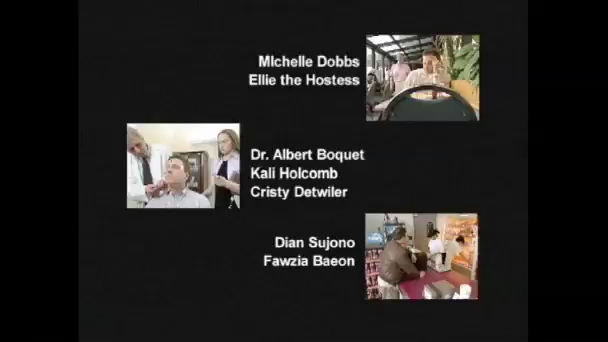 MIchelle Dobbs
Ellie the Hostess
Dr. Albert Boquet
Kali Holcomb
Cristy Detwiler
Dian Sujono
Fawzia Baeon